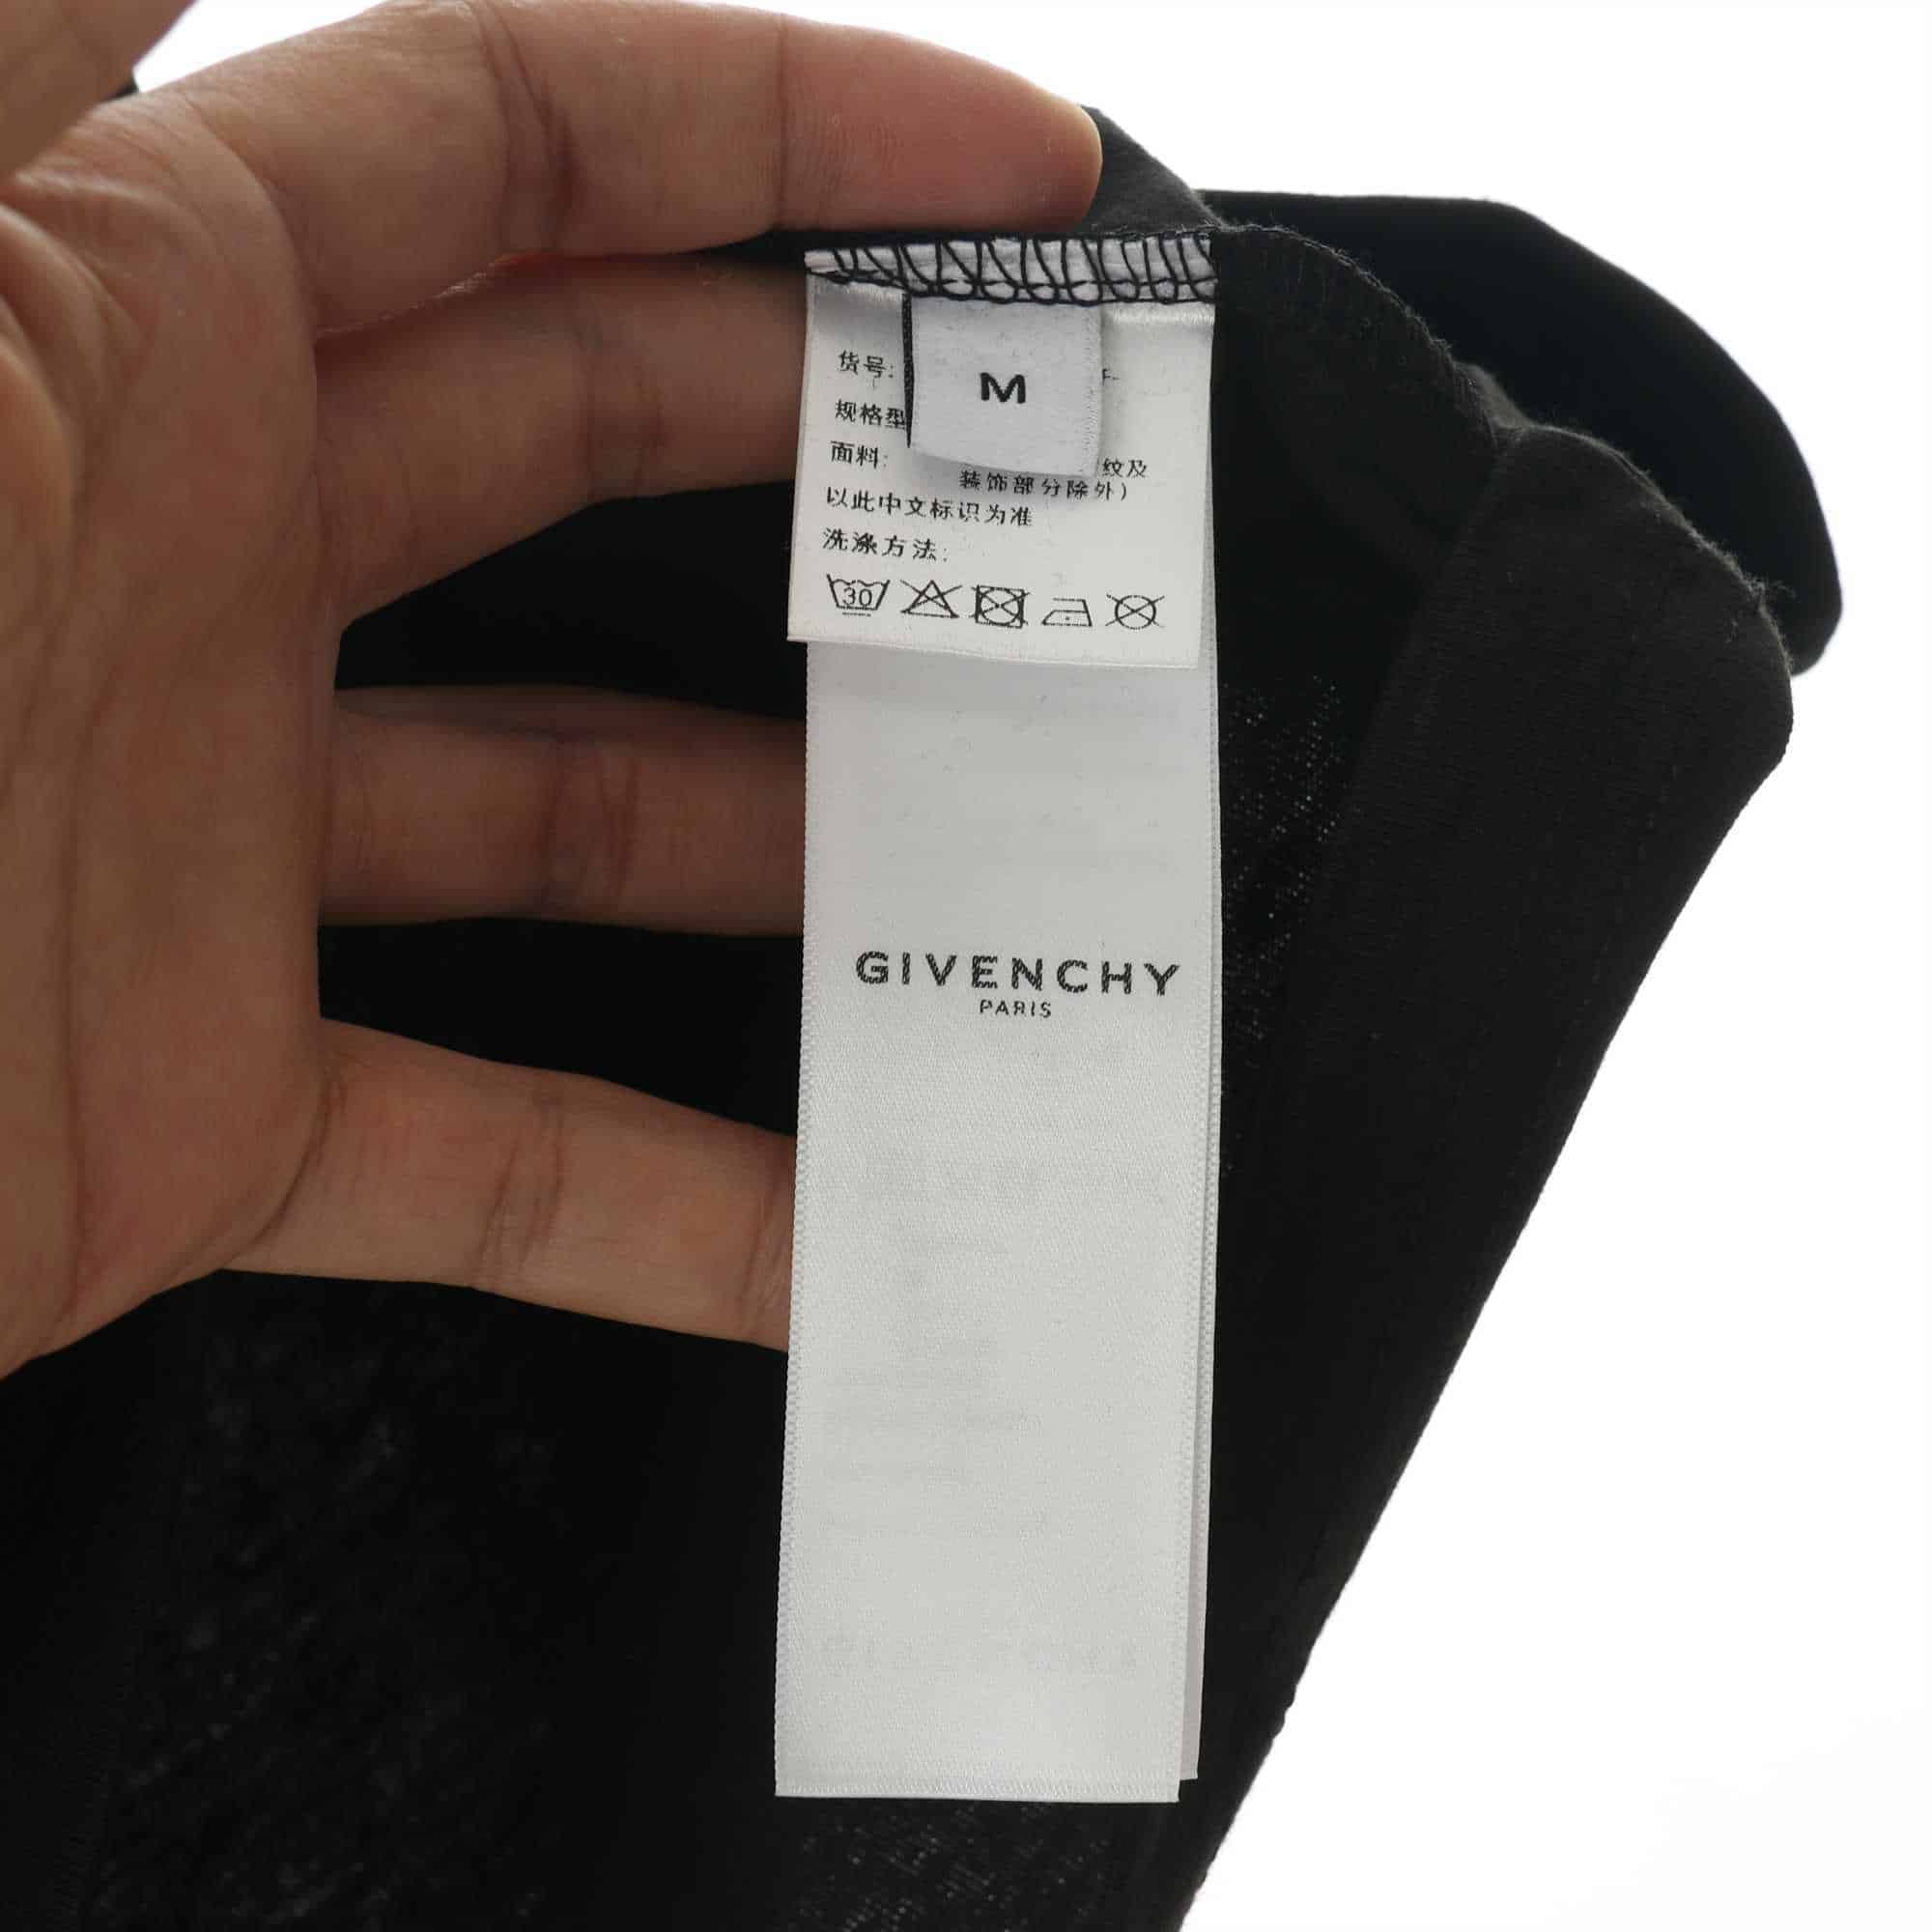 货号:
M
规格型
面料:
纹及
装饰部分除外)
以此中文标识为准
洗涤方法:
30
GIVENCHY
PARIS